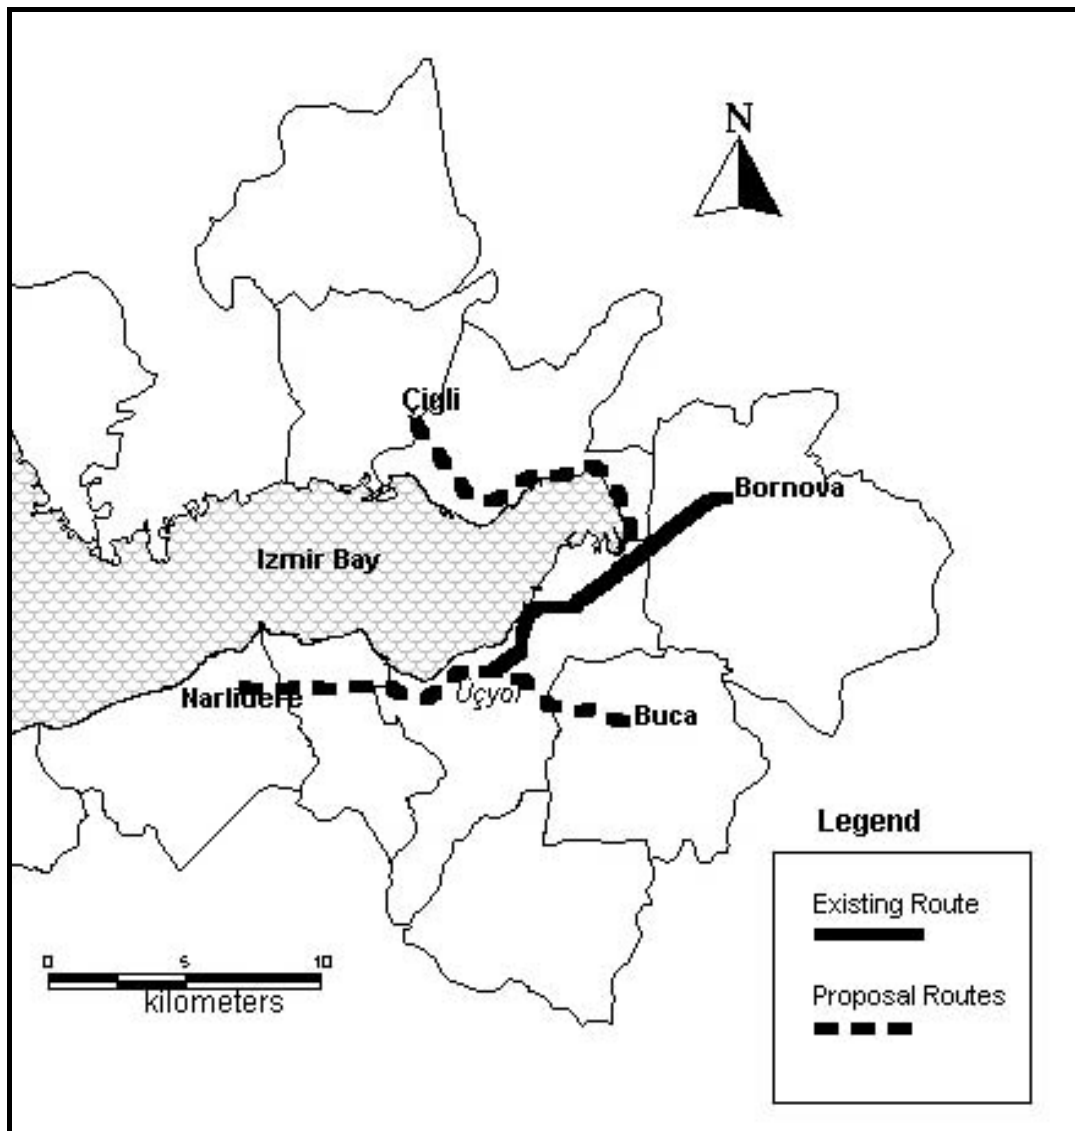 N
Çigli
Bornova
Izmir Bay
Narlidere
Üçyol
Buca
Legend
Existing Route
Proposal Routes
0 5 10
kilometers